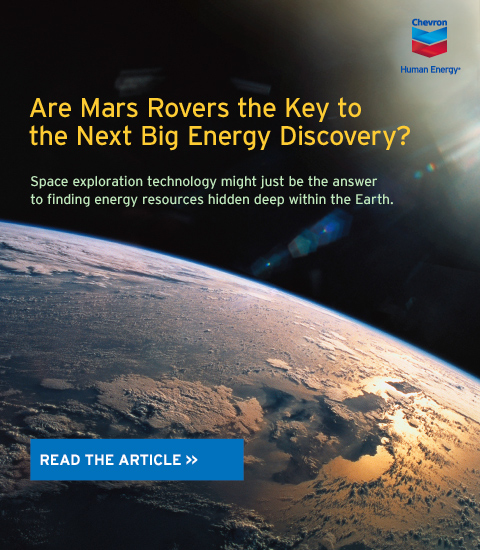 Chevron
Human Energy®
Are Mars Rovers the Key to
the Next Big Energy Discovery?
Space exploration technology might just be the answer
to finding energy resources hidden deep within the Earth.
READ THE ARTICLE >>